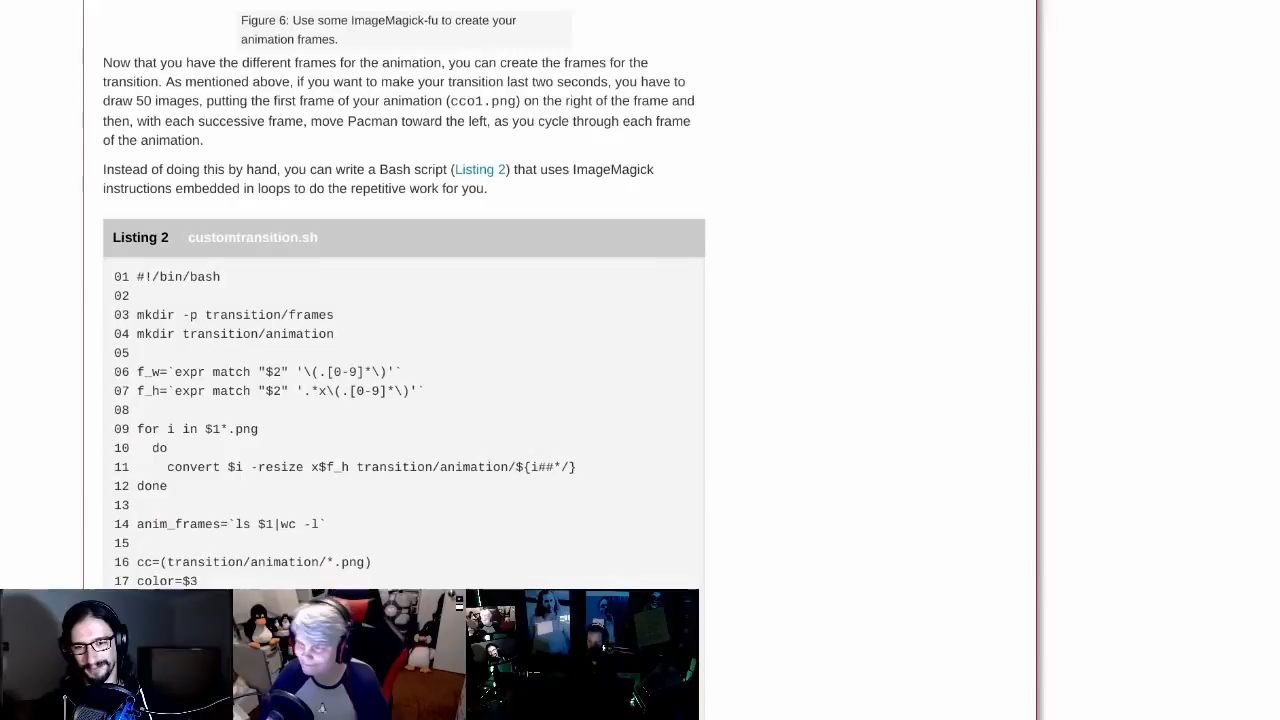 Figure 6: Use some ImageMagick-fu to create your
animation frames.
Now that you have the different frames for the animation, you can create the frames for the
transition. As mentioned above, if you want to make your transition last two seconds, you have to
draw 50 images, putting the first frame of your animation (cco1.png) on the right of the frame and
then, with each successive frame, move Pacman toward the left, as you cycle through each frame
of the animation.
Instead of doing this by hand, you can write a Bash script (Listing 2) that uses ImageMagick
instructions embedded in loops to do the repetitive work for you.
Listing 2 customtransition.sh
01 #!/bin/bash
02
03 mkdir -p transition/frames
04 mkdir transition/animation
05
06 f_w=`expr match "$2" '\(.[0-9]*\)'`
07 f_h=`expr match "$2" '.*x\(.[0-9]*\)'`
08
09 for i in $1*.png
10   do
11     convert $i -resize x$f_h transition/animation/${i##*/}
12 done
13
14 anim_frames=`ls $1|wc -l`
15
16 cc=(transition/animation/*.png)
17 color=$3